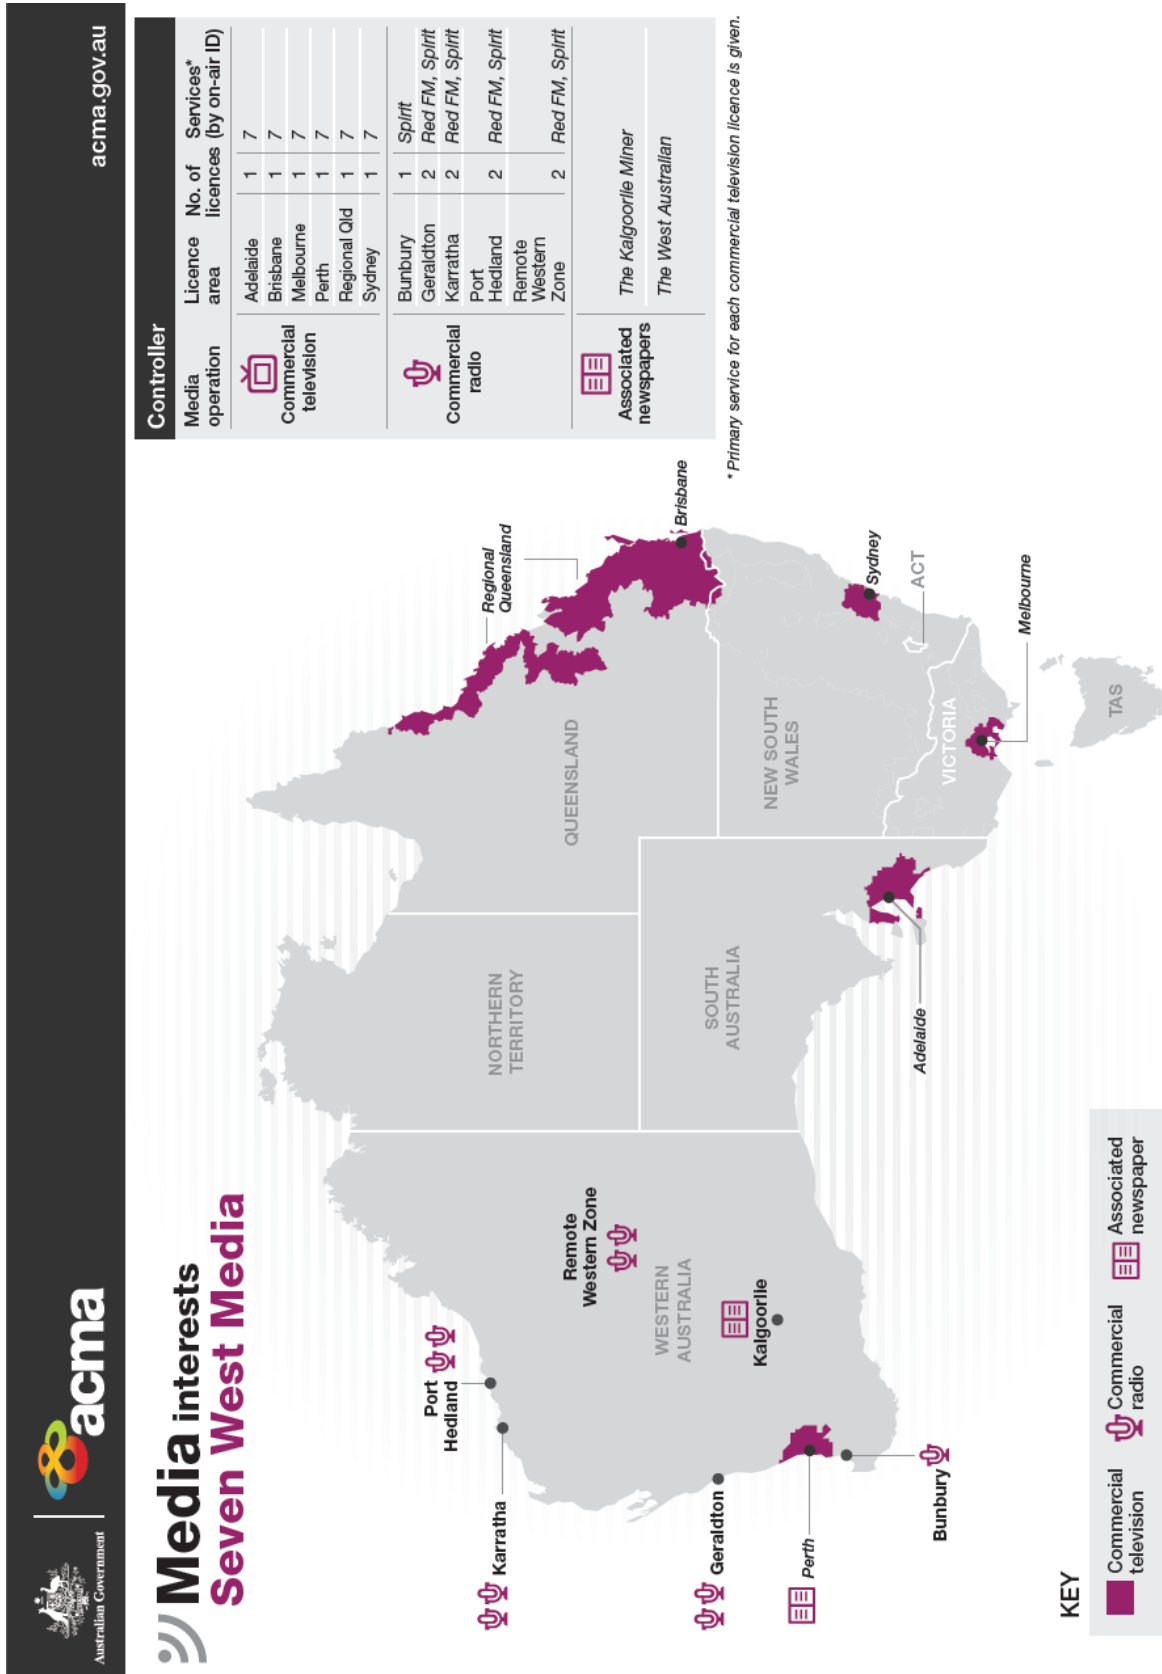 Australian Government
acma
acma.gov.au
Media interests
Seven West Media
Controller
Media operation
Licence area
No. of licences
Services* (by on-air ID)
Commercial television
Adelaide 1 7
Brisbane 1 7
Melbourne 1 7
Perth 1 7
Regional Qld 1 7
Sydney 1 7
Commercial radio
Bunbury 1 Spirit
Geraldton 2 Red FM, Spirit
Karratha 2 Red FM, Spirit
Port
Hedland 2 Red FM, Spirit
Remote
Western
Zone 2 Red FM, Spirit
Associated newspapers
The Kalgoorlie Miner
The West Australian
* Primary service for each commercial television licence is given.
Port
Hedland
Karratha
Geraldton
Perth
Bunbury
Remote
Western Zone
WESTERN
AUSTRALIA
Kalgoorlie
NORTHERN
TERRITORY
SOUTH
AUSTRALIA
Adelaide
QUEENSLAND
Regional
Queensland
Brisbane
NEW SOUTH
WALES
Sydney
ACT
VICTORIA
Melbourne
TAS
KEY
Commercial
television
Commercial
radio
Associated
newspaper